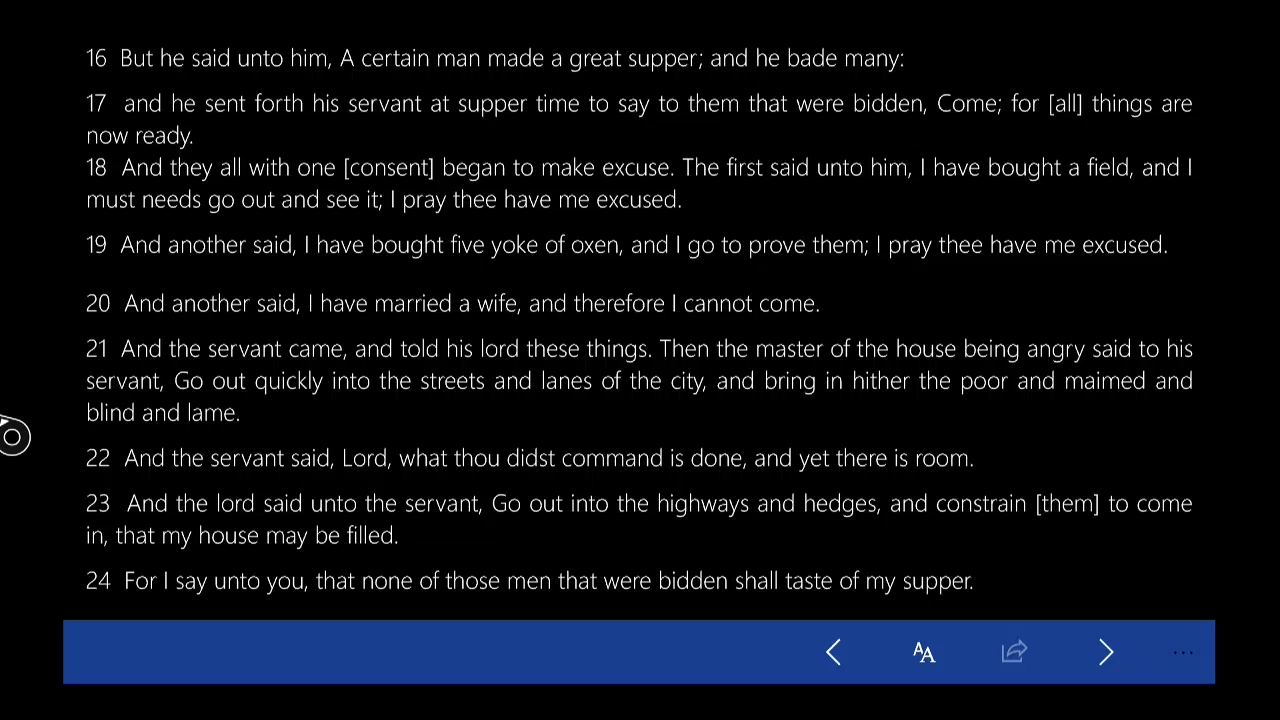 16 But he said unto him, A certain man made a great supper; and he bade many:
17 and he sent forth his servant at supper time to say to them that were bidden, Come; for [all] things are
now ready.
18 And they all with one [consent] began to make excuse. The first said unto him, I have bought a field, and I
must needs go out and see it; I pray thee have me excused.
19 And another said, I have bought five yoke of oxen, and I go to prove them; I pray thee have me excused.
20 And another said, I have married a wife, and therefore I cannot come.
21 And the servant came, and told his lord these things. Then the master of the house being angry said to his
servant, Go out quickly into the streets and lanes of the city, and bring in hither the poor and maimed and
blind and lame.
22 And the servant said, Lord, what thou didst command is done, and yet there is room.
23 And the lord said unto the servant, Go out into the highways and hedges, and constrain [them] to come
in, that my house may be filled.
24 For I say unto you, that none of those men that were bidden shall taste of my supper.
AA